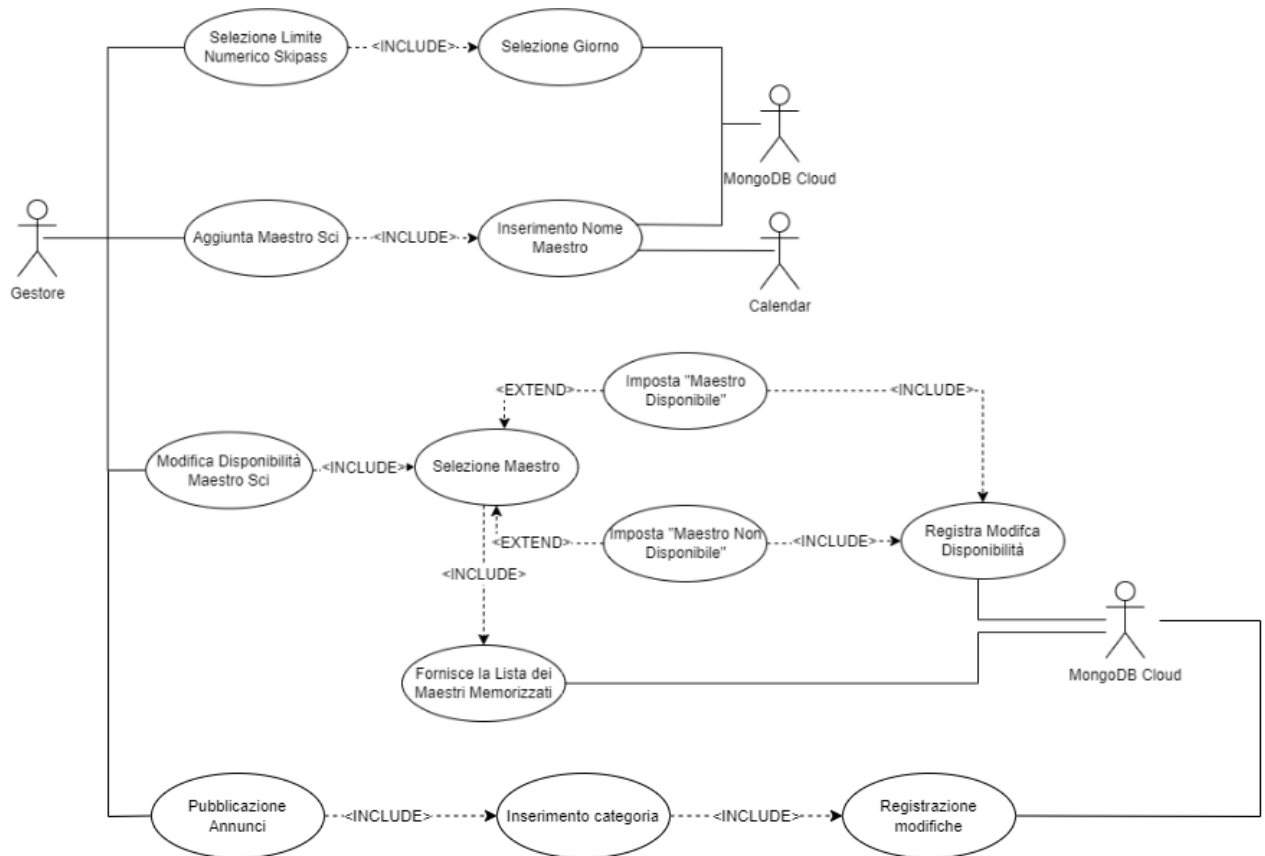 Selezione Limite
Numerico Skipass
<INCLUDE>
Selezione Giorno
MongoDB Cloud
Gestore
Aggiunta Maestro Sci
<INCLUDE>
Inserimento Nome
Maestro
Calendar
<EXTEND>
Imposta "Maestro
Disponibile"
<INCLUDE>
Modifica Disponibilità
Maestro Sci
<INCLUDE>
Selezione Maestro
<EXTEND>
Imposta "Maestro Non
Disponibile"
<INCLUDE>
Registra Modifca
Disponibilità
<INCLUDE>
Fornisce la Lista dei
Maestri Memorizzati
MongoDB Cloud
Pubblicazione
Annunci
<INCLUDE>
Inserimento categoria
<INCLUDE>
Registrazione
modifiche